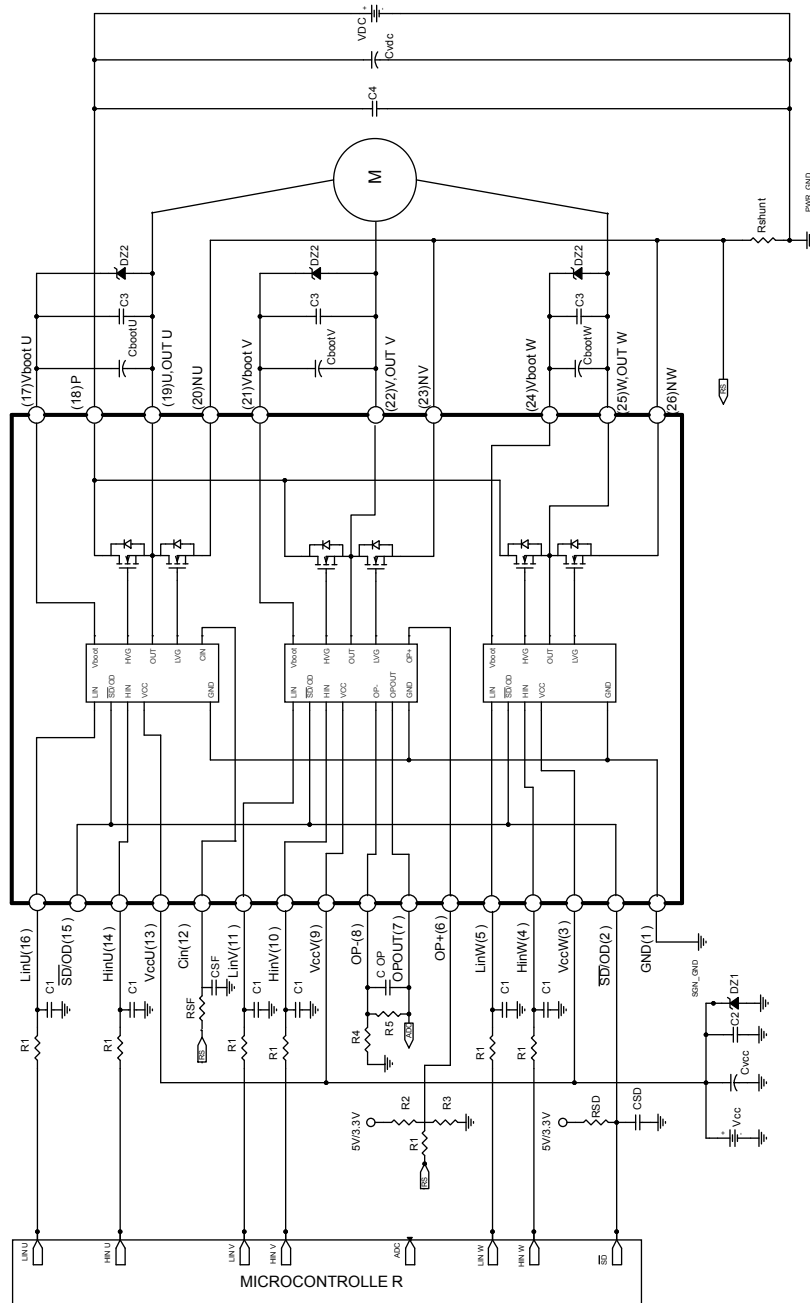 VDC +
-
Cvdc
C4
M
PWR_GND
Rshunt
RS
DZ2
C3
CbootU
DZ2
C3
CbootV
DZ2
C3
CbootW
(17)Vboot U
(18)P
(19)U,OUT U
(20)NU
(21)Vboot V
(22)V,OUT V
(23)NV
(24)Vboot W
(25)W,OUT W
(26)NW
Vboot
HVG
OUT
LVG
CIN
LIN
SD/OD
HIN
VCC
GND
Vboot
HVG
OUT
LVG
OP+
LIN
SD/OD
HIN
VCC
OP-
OPOUT
GND
Vboot
HVG
OUT
LVG
LIN
SD/OD
HIN
VCC
GND
LinU(16)
SD/OD(15)
HinU(14)
VccU(13)
Cin(12)
LinV(11)
HinV(10)
VccV(9)
OP-(8)
OPOUT(7)
OP+(6)
LinW(5)
HinW(4)
VccW(3)
SD/OD(2)
GND(1)
R1
C1
R1
C1
RSF
CSF
RS
R1
C1
R1
C1
R4
C OP
R5
ADC
5V/3.3V
R2
R1
R3
RS
R1
C1
R1
C1
5V/3.3V
RSD
CSD
SGN_GND
DZ1
C2
Cvcc
Vcc
+
-
LIN U
HIN U
LIN V
HIN V
ADC
LIN W
HIN W
SD
MICROCONTROLLE R